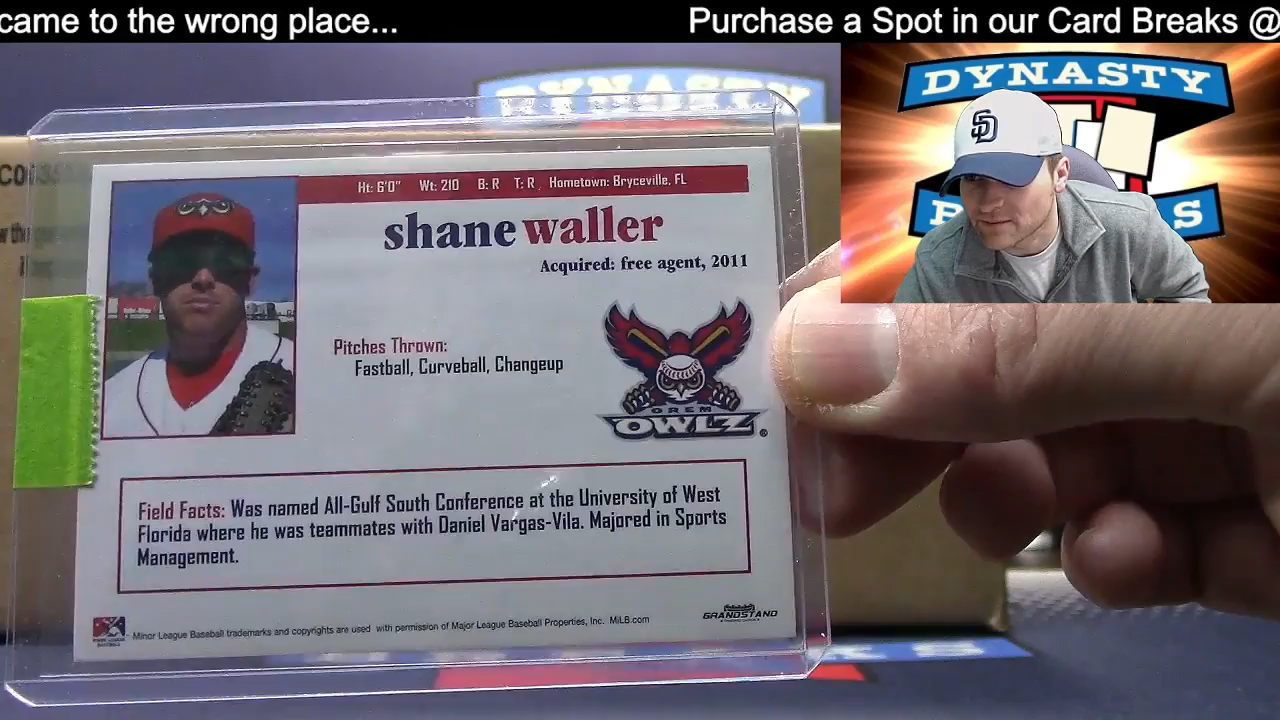 came to the wrong place...
Purchase a Spot in our Card Breaks @
DYNASTY
Ht: 6'0" Wt: 210 B: R T: R Hometown: Bryceville, FL
shane waller
Acquired: free agent, 2011
Pitches Thrown:
Fastball, Curveball, Changeup
OREM
OWLZ
Field Facts: Was named All-Gulf South Conference at the University of West
Florida where he was teammates with Daniel Vargas-Vila. Majored in Sports
Management.
Minor League Baseball trademarks and copyrights are used with permission of Major League Baseball Properties, Inc. MiLB.com
GRANDSTAND